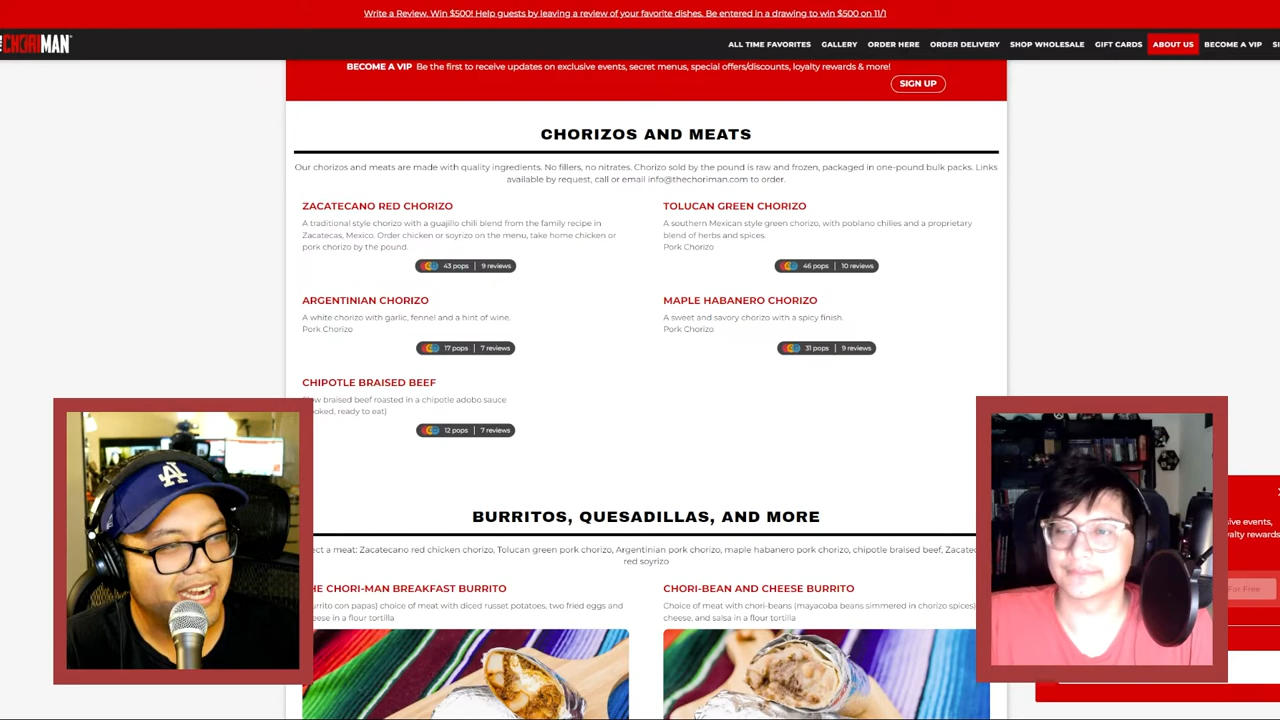 Write a Review. Win $500! Help guests by leaving a review of your favorite dishes. Be entered in a drawing to win $500 on 11/1
CHORIMAN
ALL TIME FAVORITES GALLERY ORDER HERE ORDER DELIVERY SHOP WHOLESALE GIFT CARDS ABOUT US BECOME A VIP
BECOME A VIP Be the first to receive updates on exclusive events, secret menus, special offers/discounts, loyalty rewards & more!
SIGN UP
CHORIZOS AND MEATS
Our chorizos and meats are made with quality ingredients. No fillers, no nitrates. Chorizo sold by the pound is raw and frozen, packaged in one-pound bulk packs. Links
available by request, call or email info@thechoriman.com to order.
ZACATECANO RED CHORIZO
A traditional style chorizo with a guajillo chili blend from the family recipe in
Zacatecas, Mexico. Order chicken or soyrizo on the menu, take home chicken or
pork chorizo by the pound.
43 pops | 9 reviews
TOLUCAN GREEN CHORIZO
A southern Mexican style green chorizo, with poblano chilies and a proprietary
blend of herbs and spices.
Pork Chorizo
46 pops | 10 reviews
ARGENTINIAN CHORIZO
A white chorizo with garlic, fennel and a hint of wine.
Pork Chorizo
17 pops | 7 reviews
MAPLE HABANERO CHORIZO
A sweet and savory chorizo with a spicy finish.
Pork Chorizo
31 pops | 9 reviews
CHIPOTLE BRAISED BEEF
braised beef roasted in a chipotle adobo sauce
ready to eat)
12 pops | 7 reviews
LA
BURRITOS, QUESADILLAS, AND MORE
a meat: Zacatecano red chicken chorizo, Tolucan green pork chorizo, Argentinian pork chorizo, maple habanero pork chorizo, chipotle braised beef,
red soyrizo
CHORI-MAN BREAKFAST BURRITO
con papas) choice of meat with diced russet potatoes, two fried eggs and
in a flour tortilla
CHORI-BEAN AND CHEESE BURRITO
Choice of meat with chori-beans (mayacoba beans simmered in chorizo spices)
cheese, and salsa in a flour tortilla
events,
rewards
For Free